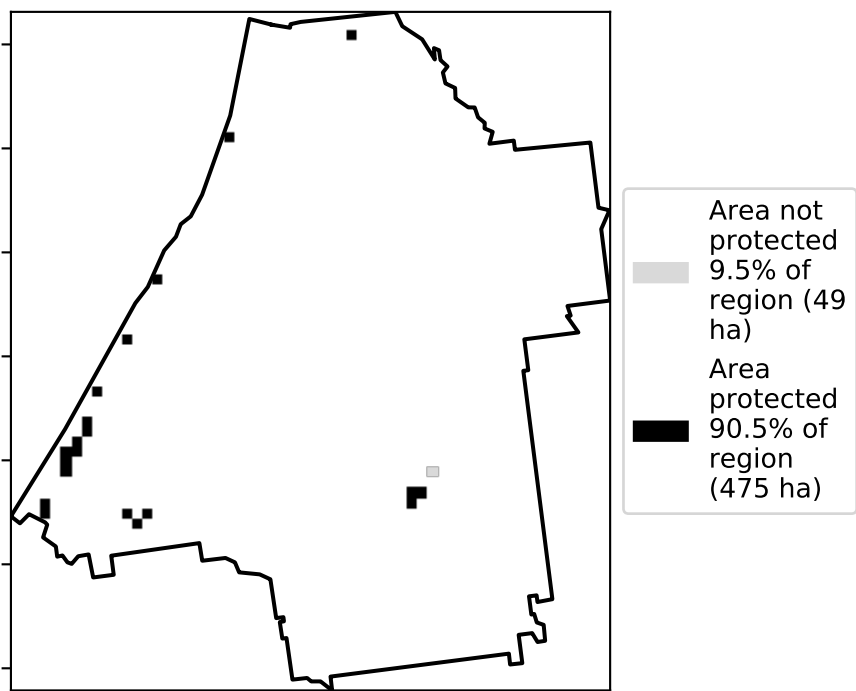 Area not
protected
9.5% of
region (49
ha)
Area
protected
90.5% of
region
(475 ha)